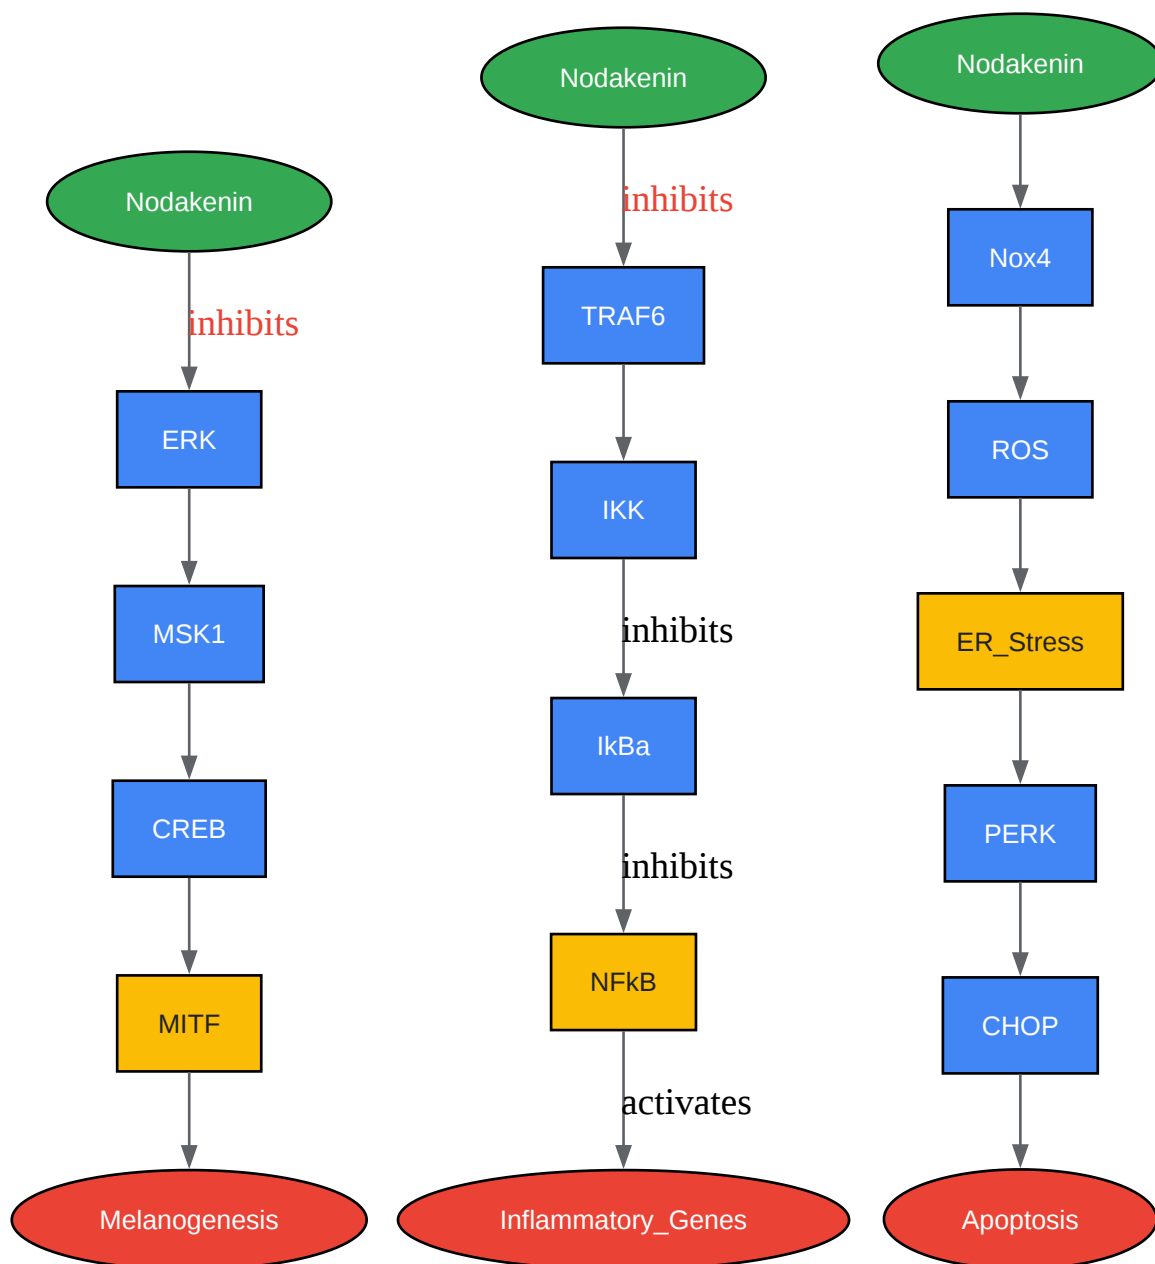 Nodakenin
inhibits
ERK
MSK1
CREB
MITF
Melanogenesis
Nodakenin
inhibits
TRAF6
IKK
inhibits
IkBa
inhibits
NFkB
activates
Inflammatory_Genes
Nodakenin
Nox4
ROS
ER_Stress
PERK
CHOP
Apoptosis